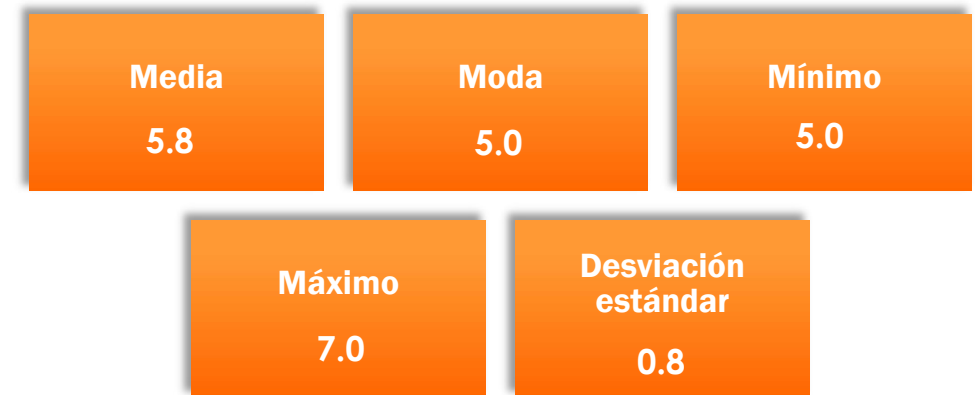 Media
5.8
Moda
5.0
Mínimo
5.0
Máximo
7.0
Desviación
estándar
0.8